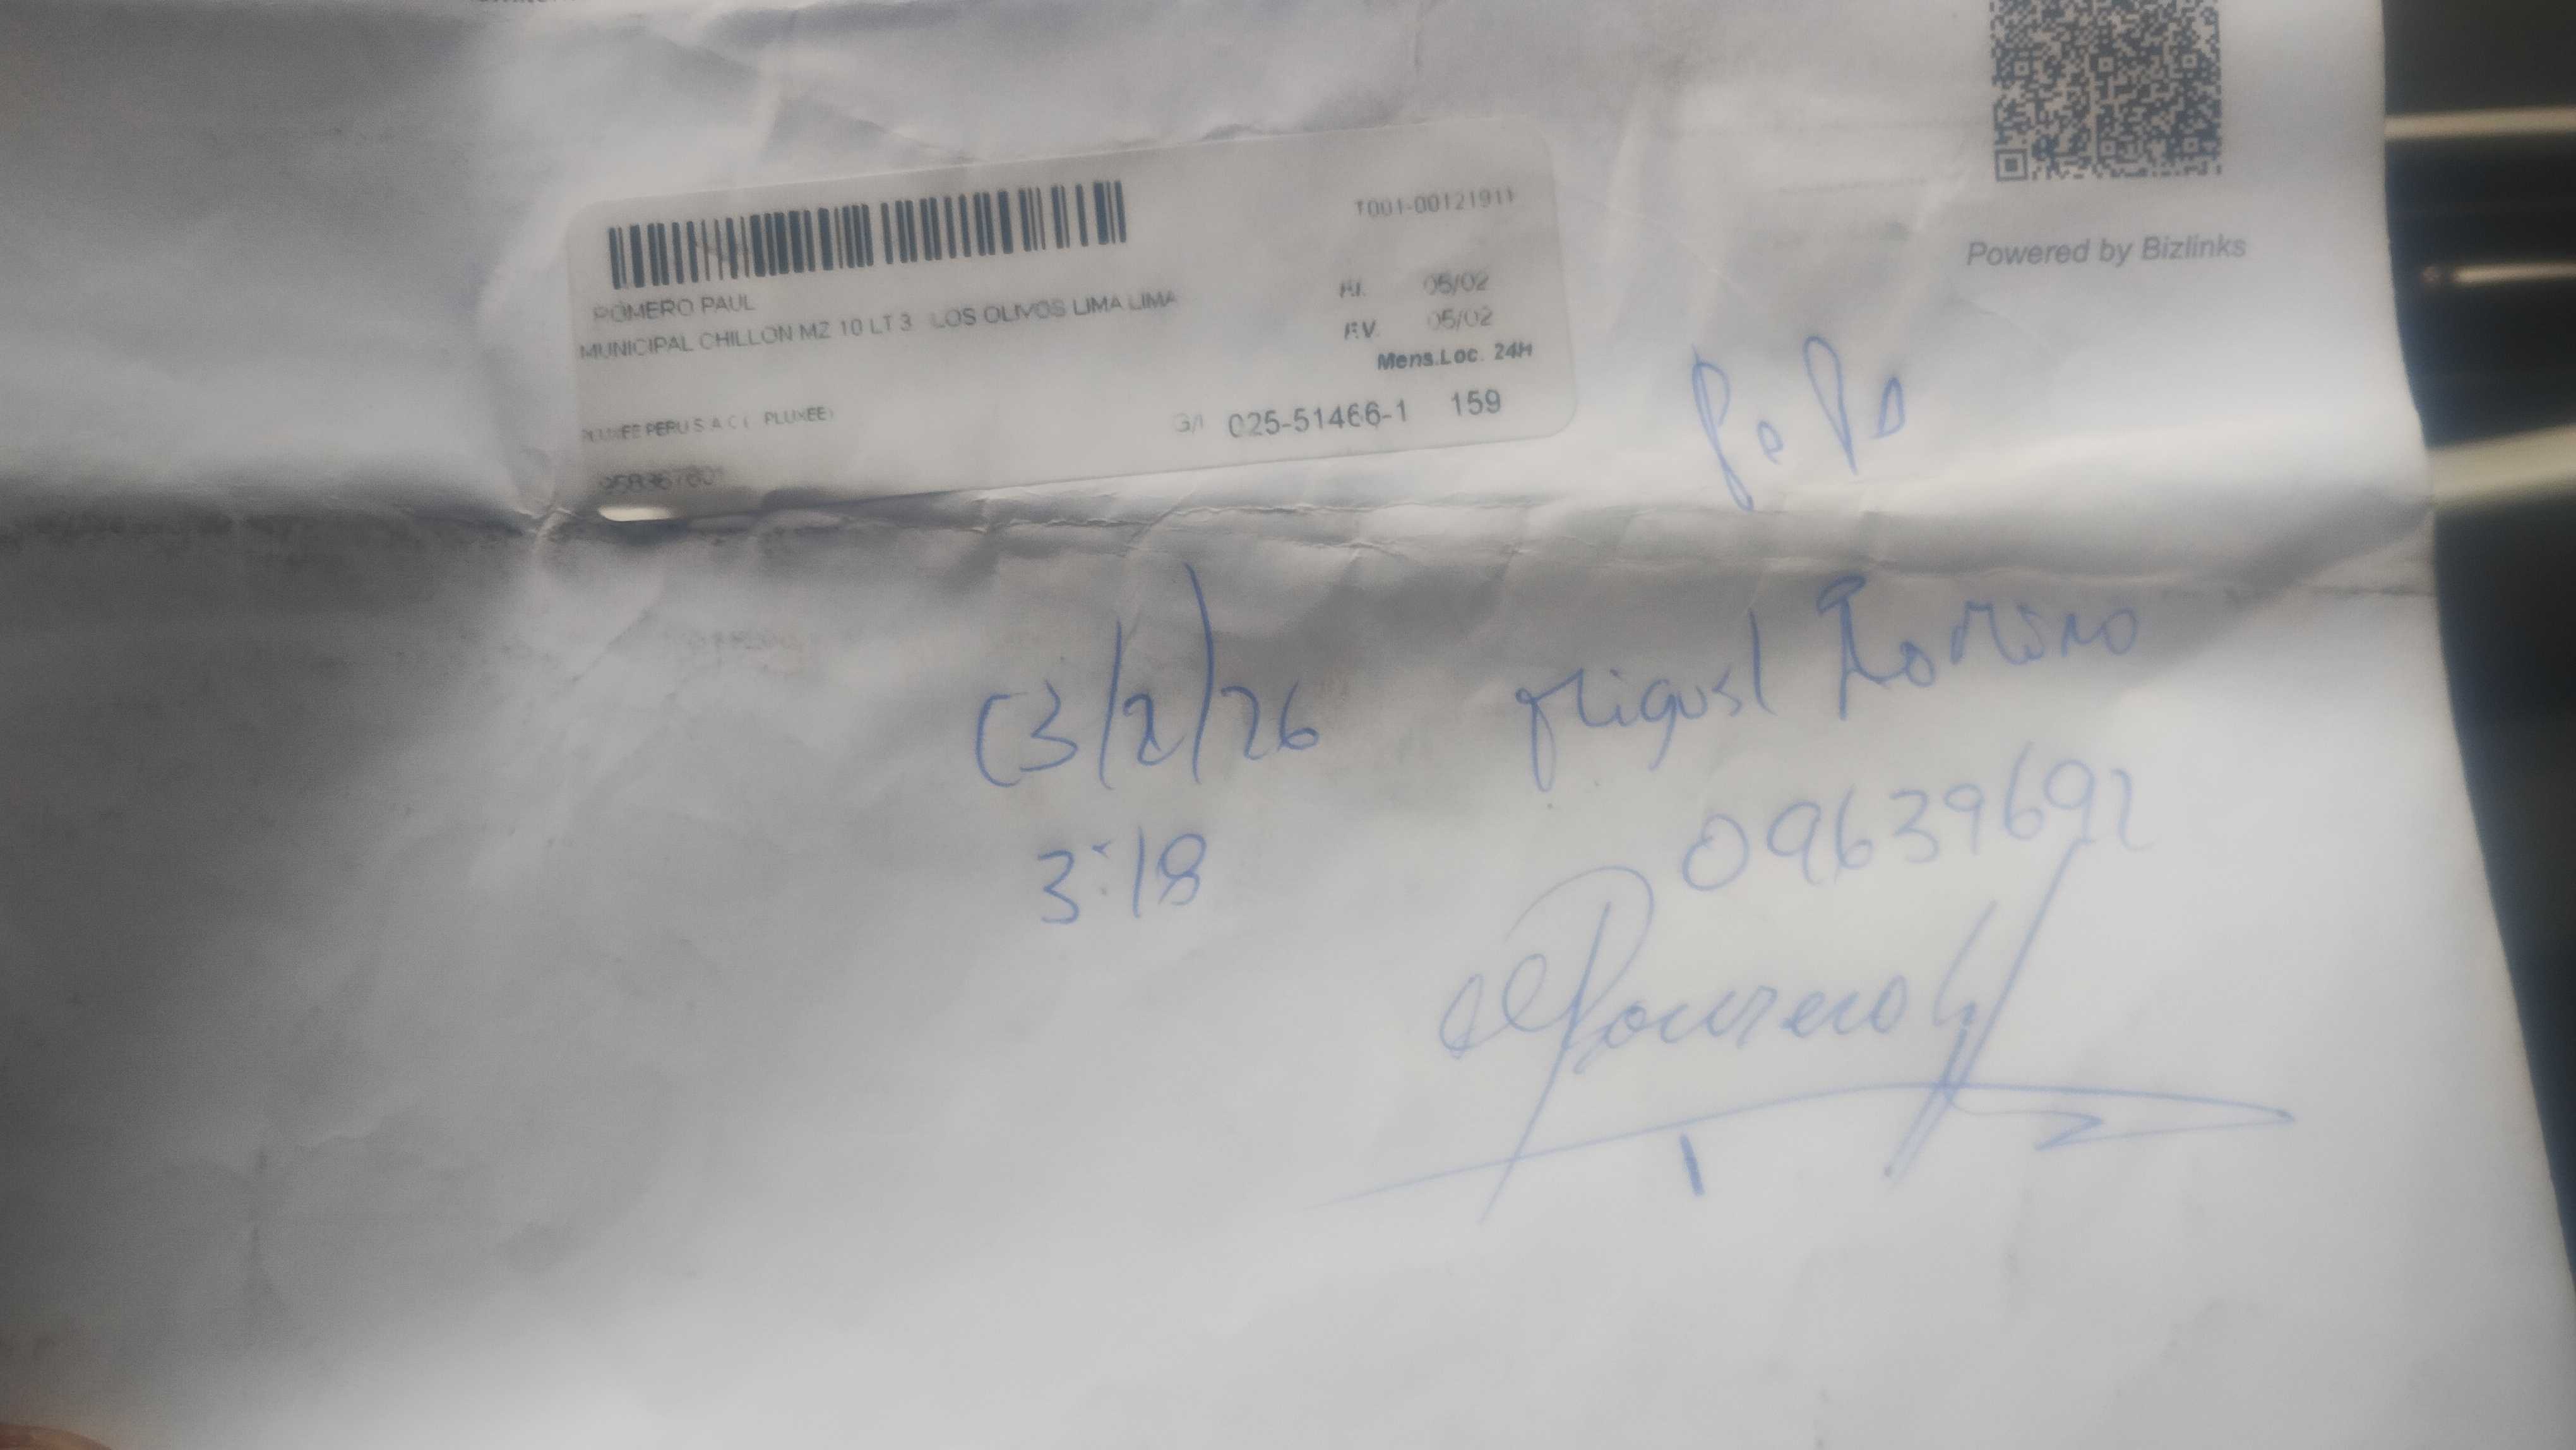 T001-00121911
Powered by Bizlinks
ROMERO PAUL
MUNICIPAL CHILLON MZ 10 LT 3 LOS OLIVOS LIMA LIMA
F.I. 05/02
F.V. 05/02
Mens.Loc. 24H
PLUXEE PERU S.A.C ( PLUXEE)
G/I 025-51466-1 159
Papa
13/2/26
Miguel Romero
3:18
09639692